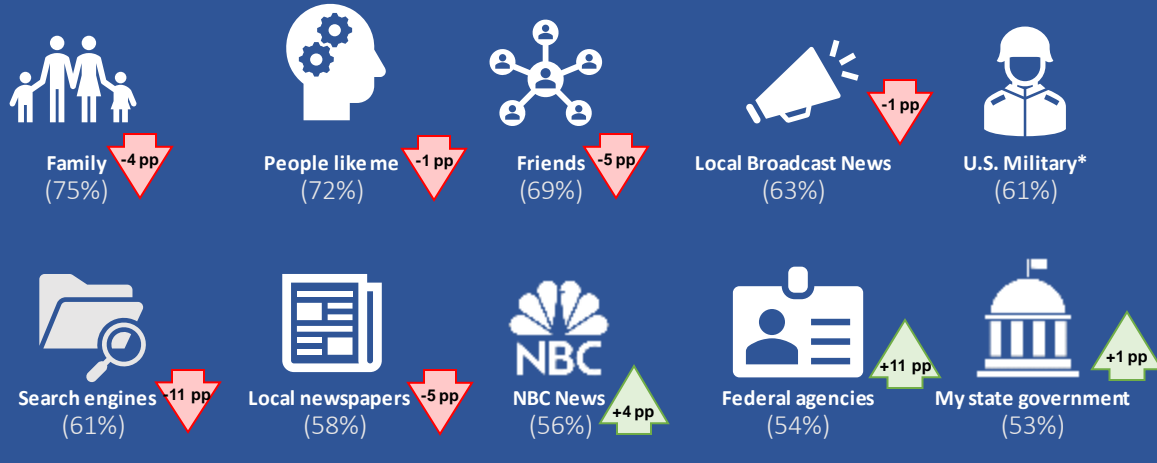 Family
(75%)
-4 pp
People like me
(72%)
-1 pp
Friends
(69%)
-5 pp
Local Broadcast News
(63%)
-1 pp
U.S. Military*
(61%)
Search engines
(61%)
-11 pp
Local newspapers
(58%)
-5 pp
NBC
NBC News
(56%)
+4 pp
Federal agencies
(54%)
+11 pp
My state government
(53%)
+1 pp